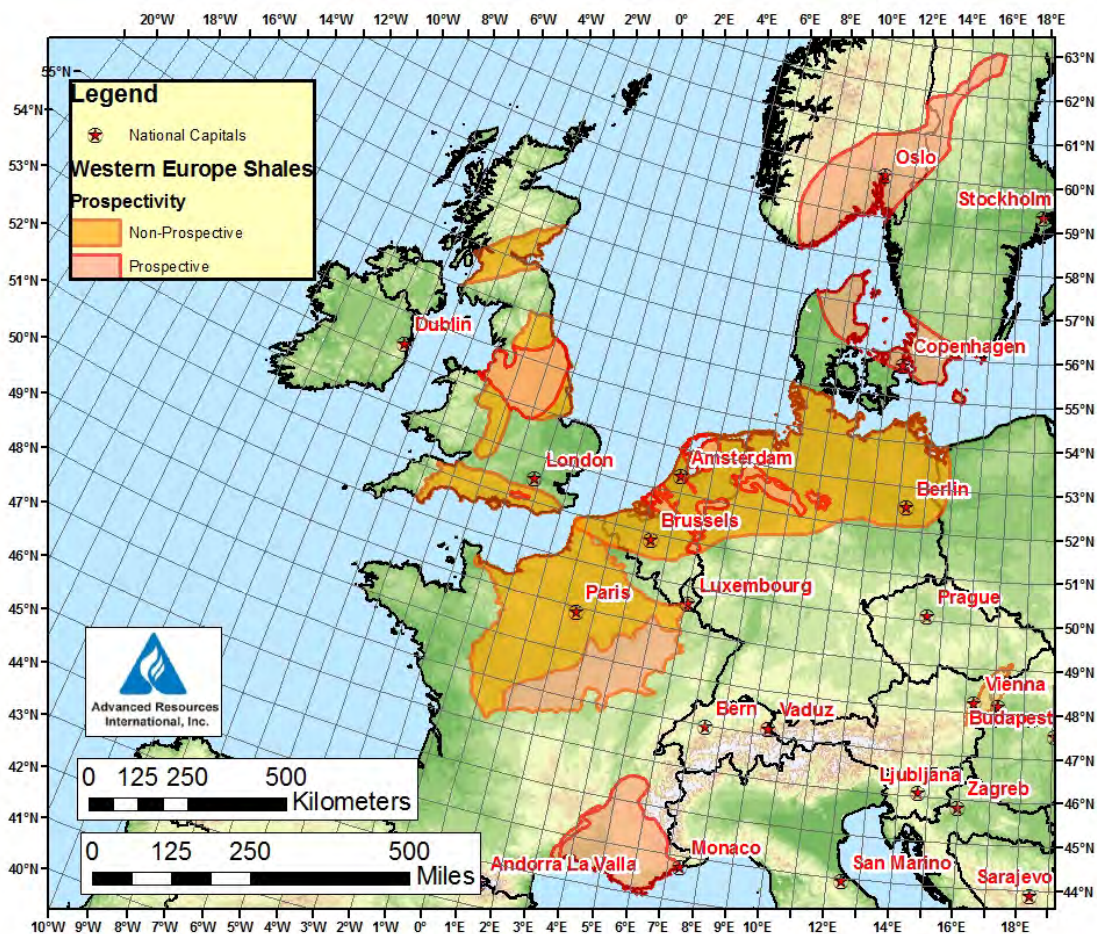 20°W 18°W 16°W 14°W 12°W 10°W 8°W 6°W 4°W 2°W 0° 2°E 4°E 6°E 8°E 10°E 12°E 14°E 16°E 18°E
55°N
54°N
53°N
52°N
51°N
50°N
49°N
48°N
47°N
46°N
45°N
44°N
43°N
42°N
41°N
40°N
Legend
National Capitals
Western Europe Shales
Prospectivity
Non-Prospective
Prospective
Oslo
Stockholm
Dublin
Copenhagen
London
Amsterdam
Berlin
Brussels
Paris
Luxembourg
Prague
Vienna
Bern
Vaduz
Budapest
Ljubljana
Zagreb
Monaco
Andorra La Valla
San Marino
Sarajevo
Advanced Resources
International, Inc.
0 125 250 500
Kilometers
0 125 250 500
Miles
63°N
62°N
61°N
60°N
59°N
58°N
57°N
56°N
55°N
54°N
53°N
52°N
51°N
50°N
49°N
48°N
47°N
46°N
45°N
44°N
10°W 9°W 8°W 7°W 6°W 5°W 4°W 3°W 2°W 1°W 0° 1°E 2°E 3°E 4°E 5°E 6°E 7°E 8°E 9°E 10°E 11°E 12°E 13°E 14°E 15°E 16°E